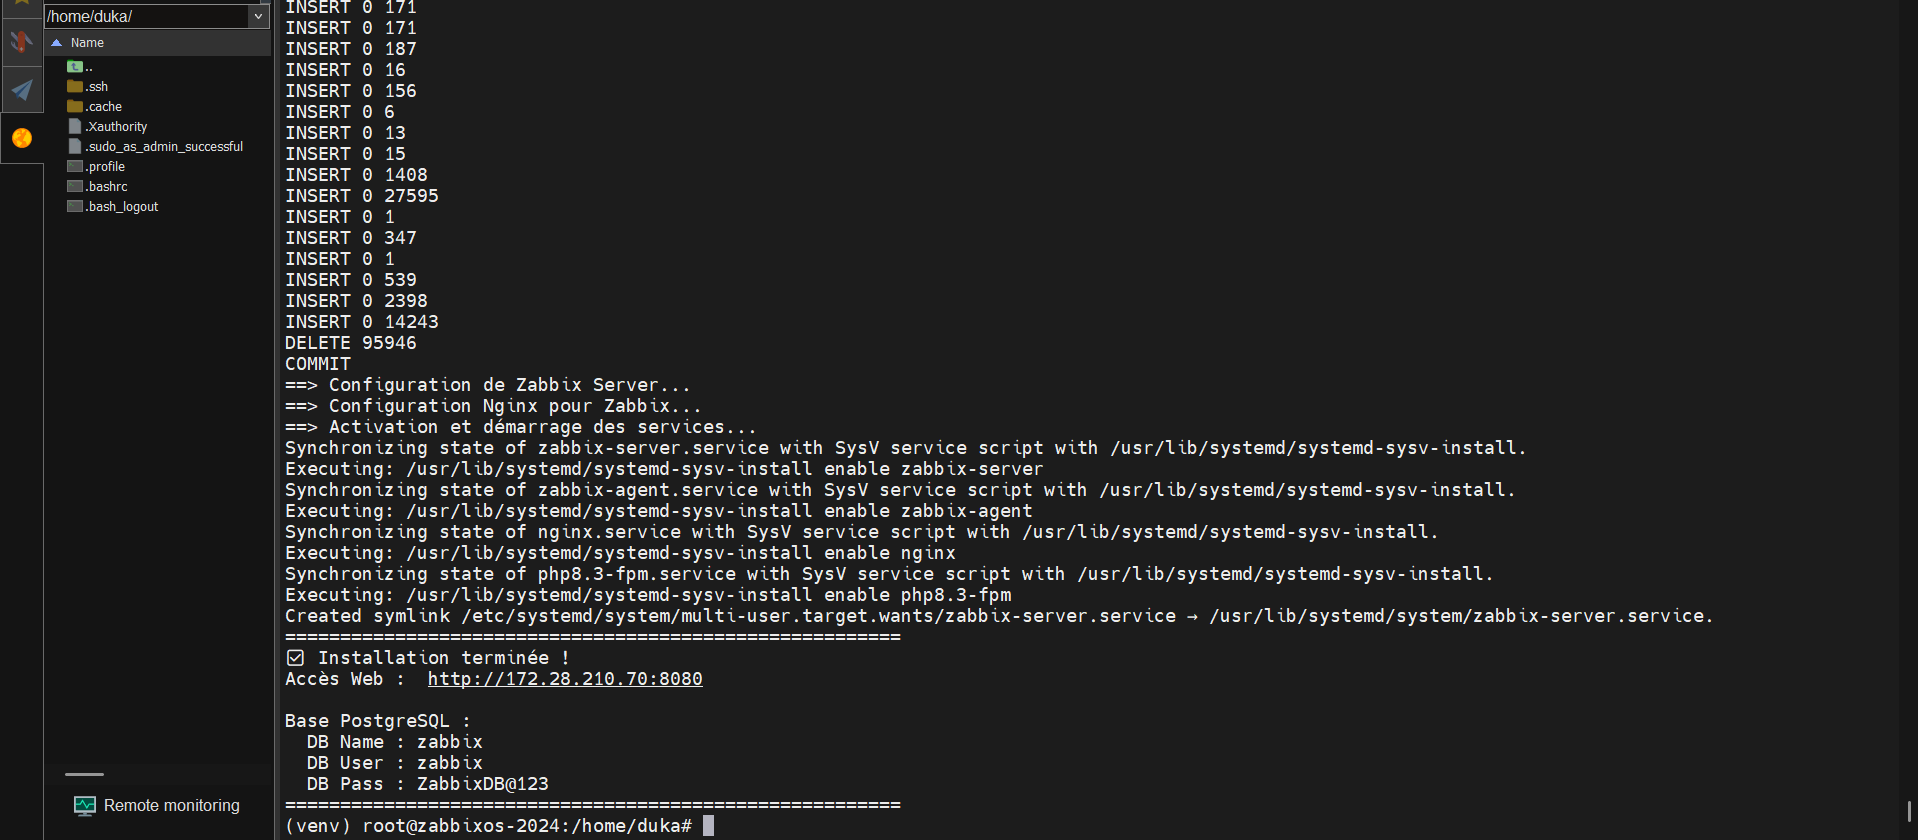 /home/duka/
Name
..
.ssh
.cache
.Xauthority
.sudo_as_admin_successful
.profile
.bashrc
.bash_logout
Remote monitoring
INSERT 0 171
INSERT 0 171
INSERT 0 187
INSERT 0 16
INSERT 0 156
INSERT 0 6
INSERT 0 13
INSERT 0 15
INSERT 0 1408
INSERT 0 27595
INSERT 0 1
INSERT 0 347
INSERT 0 1
INSERT 0 539
INSERT 0 2398
INSERT 0 14243
DELETE 95946
COMMIT
==> Configuration de Zabbix Server...
==> Configuration Nginx pour Zabbix...
==> Activation et démarrage des services...
Synchronizing state of zabbix-server.service with SysV service script with /usr/lib/systemd/systemd-sysv-install.
Executing: /usr/lib/systemd/systemd-sysv-install enable zabbix-server
Synchronizing state of zabbix-agent.service with SysV service script with /usr/lib/systemd/systemd-sysv-install.
Executing: /usr/lib/systemd/systemd-sysv-install enable zabbix-agent
Synchronizing state of nginx.service with SysV service script with /usr/lib/systemd/systemd-sysv-install.
Executing: /usr/lib/systemd/systemd-sysv-install enable nginx
Synchronizing state of php8.3-fpm.service with SysV service script with /usr/lib/systemd/systemd-sysv-install.
Executing: /usr/lib/systemd/systemd-sysv-install enable php8.3-fpm
Created symlink /etc/systemd/system/multi-user.target.wants/zabbix-server.service → /usr/lib/systemd/system/zabbix-server.service.
========================================================
☑ Installation terminée !
Accès Web :  http://172.28.210.70:8080
Base PostgreSQL :
  DB Name : zabbix
  DB User : zabbix
  DB Pass : ZabbixDB@123
========================================================
(venv) root@zabbixos-2024:/home/duka#